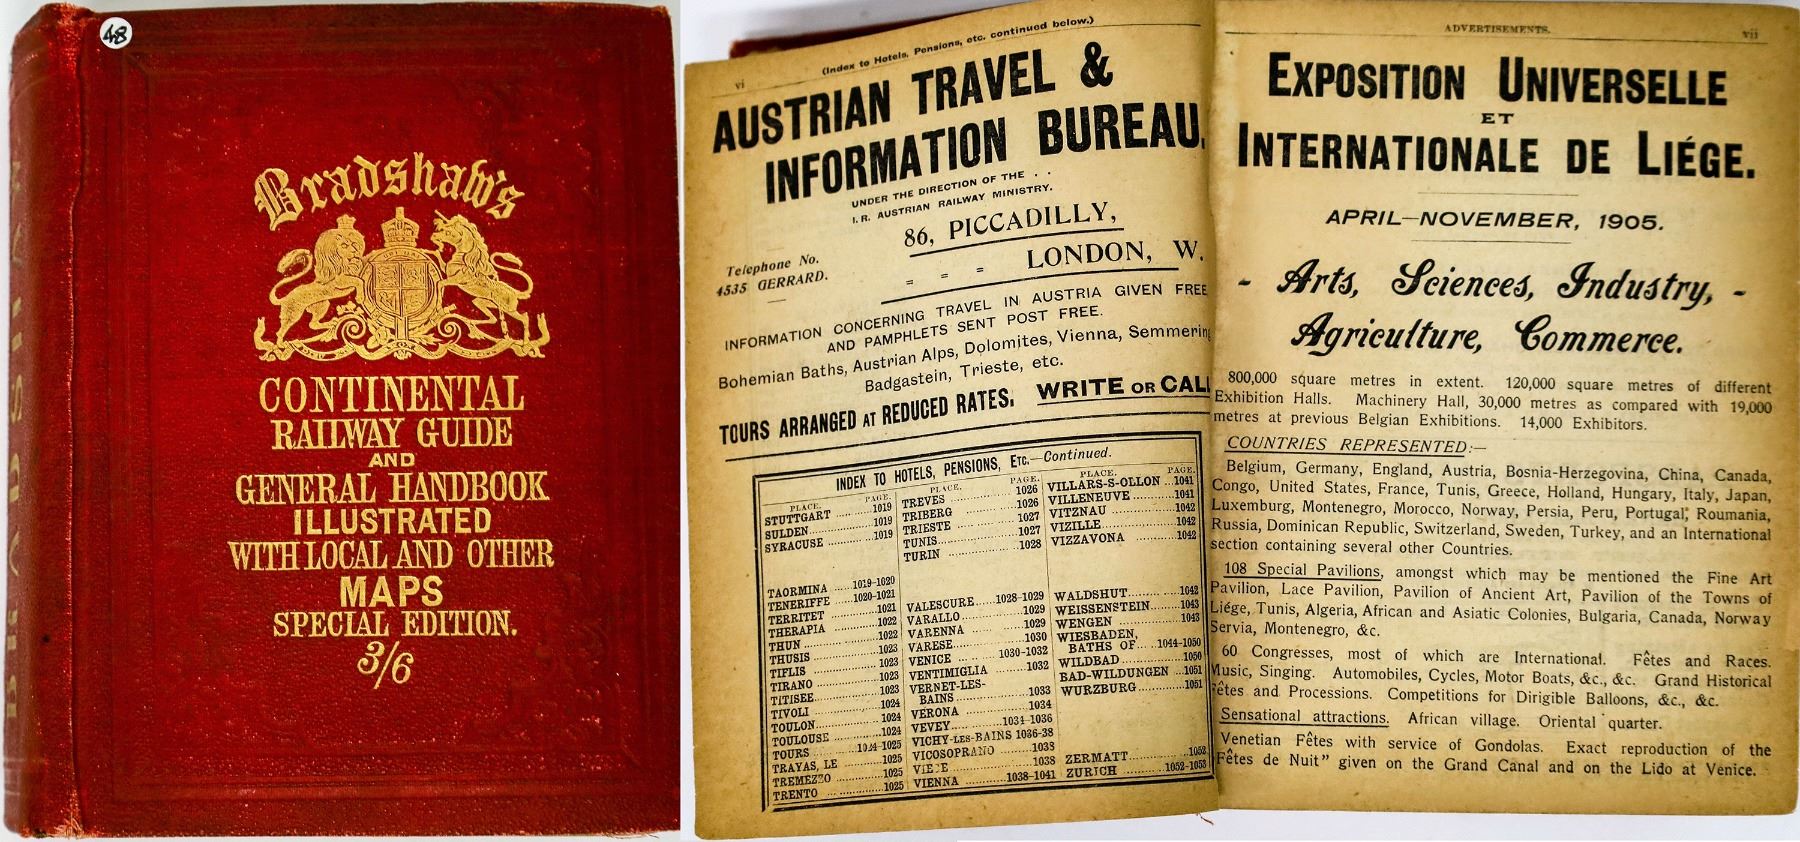 48
Bradshaw's
CONTINENTAL
RAILWAY GUIDE
AND
GENERAL HANDBOOK
ILLUSTRATED
WITH LOCAL AND OTHER
MAPS
SPECIAL EDITION.
3/6
vi
(Index to Hotels, Pensions, etc. continued below.)
AUSTRIAN TRAVEL &
INFORMATION BUREAU,
UNDER THE DIRECTION OF THE . .
I. R. AUSTRIAN RAILWAY MINISTRY.
86, PICCADILLY,
Telephone No.
4535 GERRARD.
= = = LONDON, W.
INFORMATION CONCERNING TRAVEL IN AUSTRIA GIVEN FREE
AND PAMPHLETS SENT POST FREE.
Bohemian Baths, Austrian Alps, Dolomites, Vienna, Semmering
Badgastein, Trieste, etc.
TOURS ARRANGED AT REDUCED RATES. WRITE OR CALL
INDEX TO HOTELS, PENSIONS, ETC.—Continued.
PLACE. PAGE.
STUTTGART 1019
SULDEN 1019
SYRACUSE 1019
TAORMINA 1019-1020
TENERIFFE 1020-1021
TERRITET 1021
THERAPIA 1022
THUN 1022
THUSIS 1023
TIFLIS 1023
TIRANO 1023
TITISEE 1023
TIVOLI 1024
TOULON 1024
TOULOUSE 1024
TOURS 1024-1025
TRAYAS, LE 1025
TREMEZZO 1025
TRENTO 1025
PLACE. PAGE.
TREVES 1026
TRIBERG 1026
TRIESTE 1027
TUNIS 1027
TURIN 1028
VALESCURE 1028-1029
VARALLO 1029
VARENNA 1029
VARESE 1030
VENICE 1030-1032
VENTIMIGLIA 1032
VERNET-LES-
BAINS 1033
VERONA 1034
VEVEY 1034-1036
VICHY-LES-BAINS 1036-38
VICOSOPRANO 1033
1038
VIENNA 1038-1041
PLACE. PAGE.
VILLARS-S-OLLON 1041
VILLENEUVE 1041
VITZNAU 1042
VIZILLE 1042
VIZZAVONA 1042
WALDSHUT 1042
WEISSENSTEIN 1043
WENGEN 1043
WIESBADEN,
BATHS OF 1044-1050
WILDBAD 1050
BAD-WILDUNGEN 1051
WURZBURG 1051
ZERMATT 1052
ZURICH 1052-1053
ADVERTISEMENTS. vii
EXPOSITION UNIVERSELLE
ET
INTERNATIONALE DE LIÉGE.
APRIL—NOVEMBER, 1905.
- Arts, Sciences, Industry, -
Agriculture, Commerce.
800,000 square metres in extent. 120,000 square metres of different
Exhibition Halls. Machinery Hall, 30,000 metres as compared with 19,000
metres at previous Belgian Exhibitions. 14,000 Exhibitors.
COUNTRIES REPRESENTED:—
Belgium, Germany, England, Austria, Bosnia-Herzegovina, China, Canada,
Congo, United States, France, Tunis, Greece, Holland, Hungary, Italy, Japan,
Luxemburg, Montenegro, Morocco, Norway, Persia, Peru, Portugal, Roumania,
Russia, Dominican Republic, Switzerland, Sweden, Turkey, and an International
section containing several other Countries.
108 Special Pavilions, amongst which may be mentioned the Fine Art
Pavilion, Lace Pavilion, Pavilion of Ancient Art, Pavilion of the Towns of
Liége, Tunis, Algeria, African and Asiatic Colonies, Bulgaria, Canada, Norway
Servia, Montenegro, &c.
60 Congresses, most of which are International. Fêtes and Races.
Music, Singing. Automobiles, Cycles, Motor Boats, &c., &c. Grand Historical
Fêtes and Processions. Competitions for Dirigible Balloons, &c., &c.
Sensational attractions. African village. Oriental quarter.
Venetian Fêtes with service of Gondolas. Exact reproduction of the
"Fêtes de Nuit" given on the Grand Canal and on the Lido at Venice.